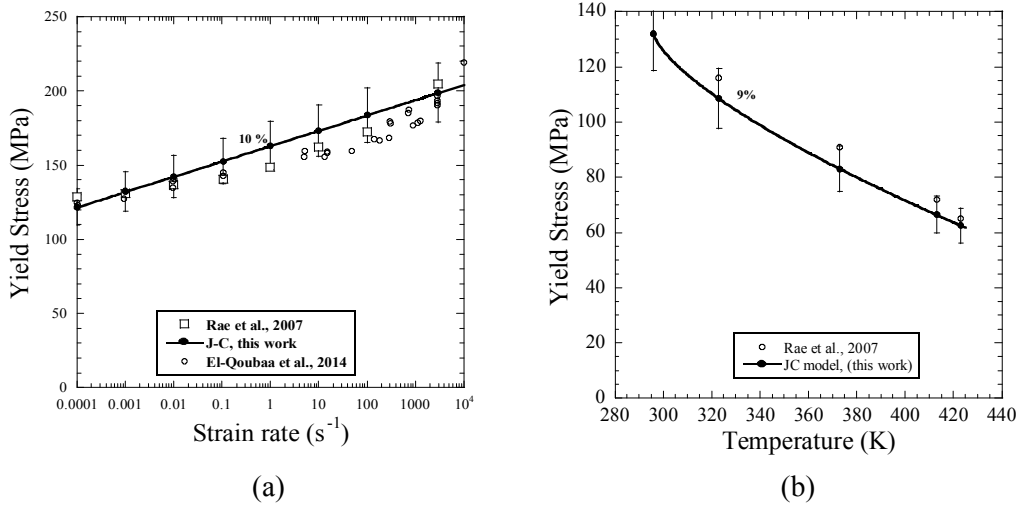 250
200
150
100
50
0
Yield Stress (MPa)
10 %
Rae et al., 2007
J-C, this work
El-Qoubaa et al., 2014
0.0001 0.001 0.01 0.1 1 10 100 1000 10⁴
Strain rate (s⁻¹)
(a)
140
120
100
80
60
40
20
0
Yield Stress (MPa)
9%
Rae et al., 2007
JC model, (this work)
280 300 320 340 360 380 400 420 440
Temperature (K)
(b)